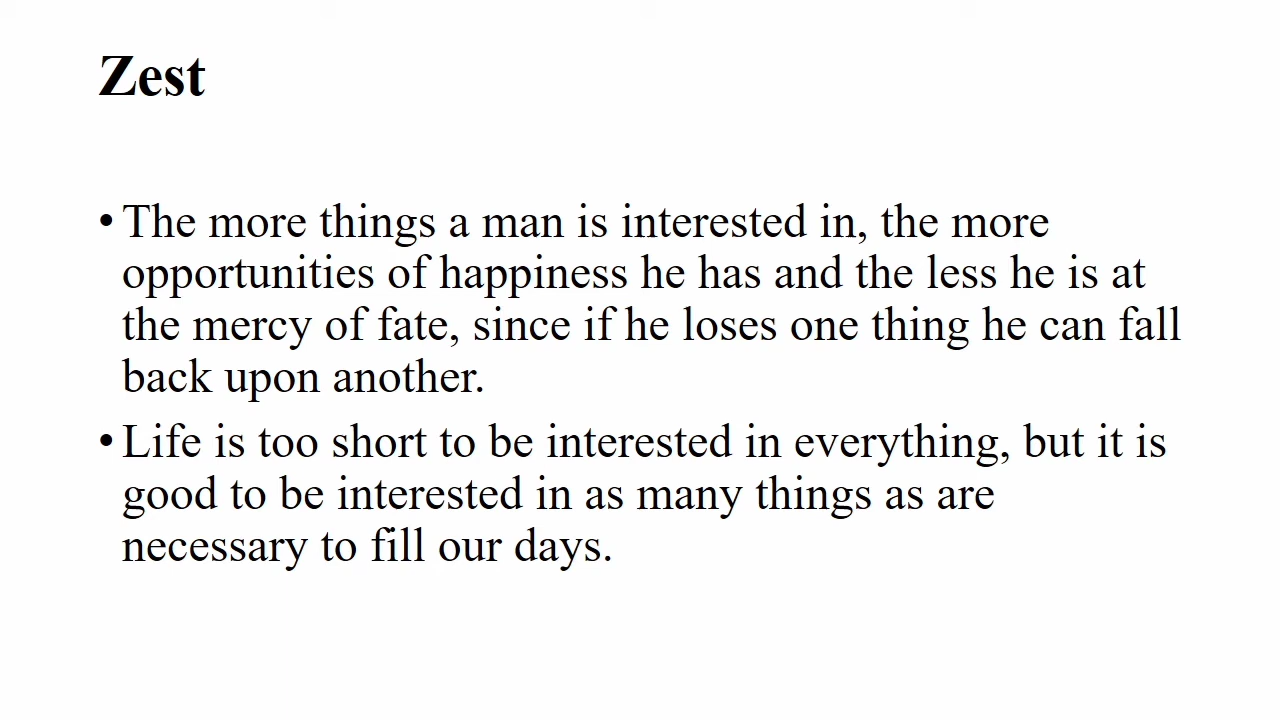 Zest
• The more things a man is interested in, the more
opportunities of happiness he has and the less he is at
the mercy of fate, since if he loses one thing he can fall
back upon another.
• Life is too short to be interested in everything, but it is
good to be interested in as many things as are
necessary to fill our days.